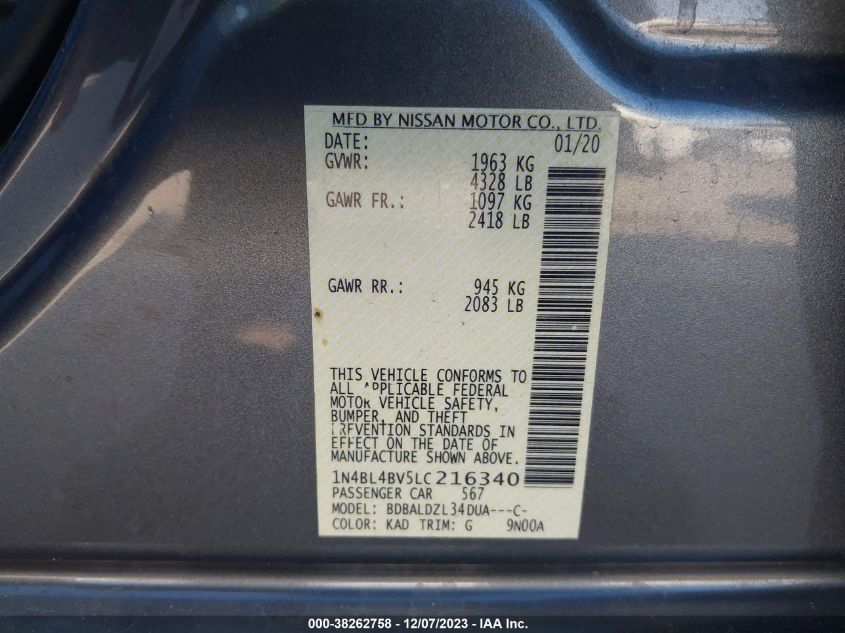 MFD BY NISSAN MOTOR CO., LTD.
DATE: 01/20
GVWR: 1963 KG
4328 LB
GAWR FR.: 1097 KG
2418 LB
GAWR RR.: 945 KG
2083 LB
THIS VEHICLE CONFORMS TO
ALL APPLICABLE FEDERAL
MOTOR VEHICLE SAFETY,
BUMPER, AND THEFT
PREVENTION STANDARDS IN
EFFECT ON THE DATE OF
MANUFACTURE SHOWN ABOVE.
1N4BL4BV5LC216340
PASSENGER CAR 567
MODEL: BDBALDZL34DUA---C-
COLOR: KAD TRIM: G 9N00A
000-38262758 - 12/07/2023 - IAA Inc.